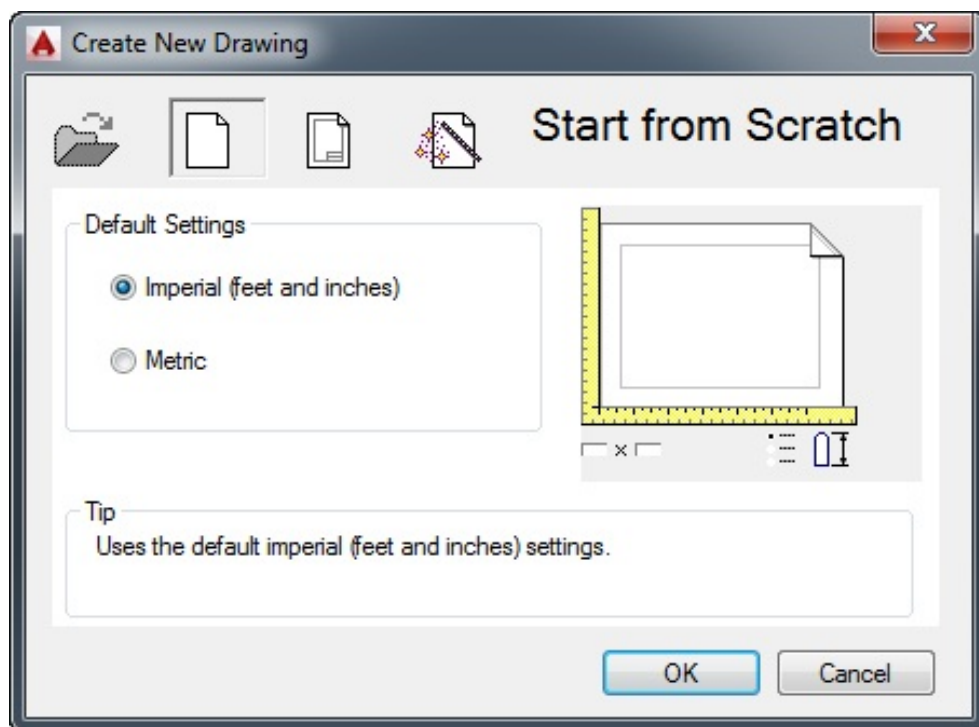 Create New Drawing
Start from Scratch
Default Settings
Imperial (feet and inches)
Metric
Tip
Uses the default imperial (feet and inches) settings.
OK
Cancel